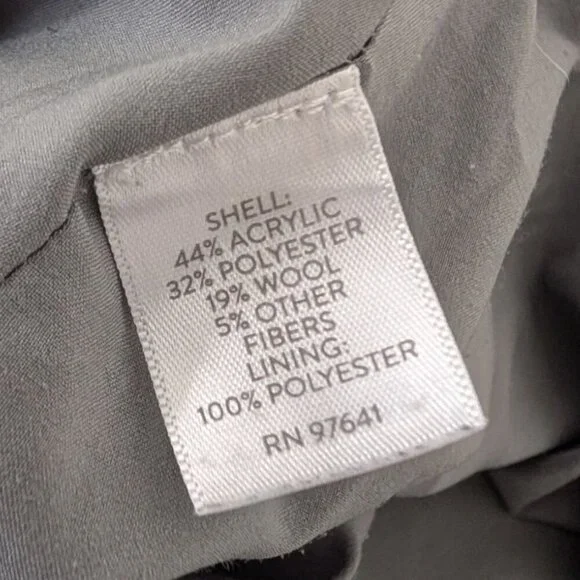 SHELL:
44% ACRYLIC
32% POLYESTER
19% WOOL
5% OTHER
FIBERS
LINING:
100% POLYESTER
RN 97641